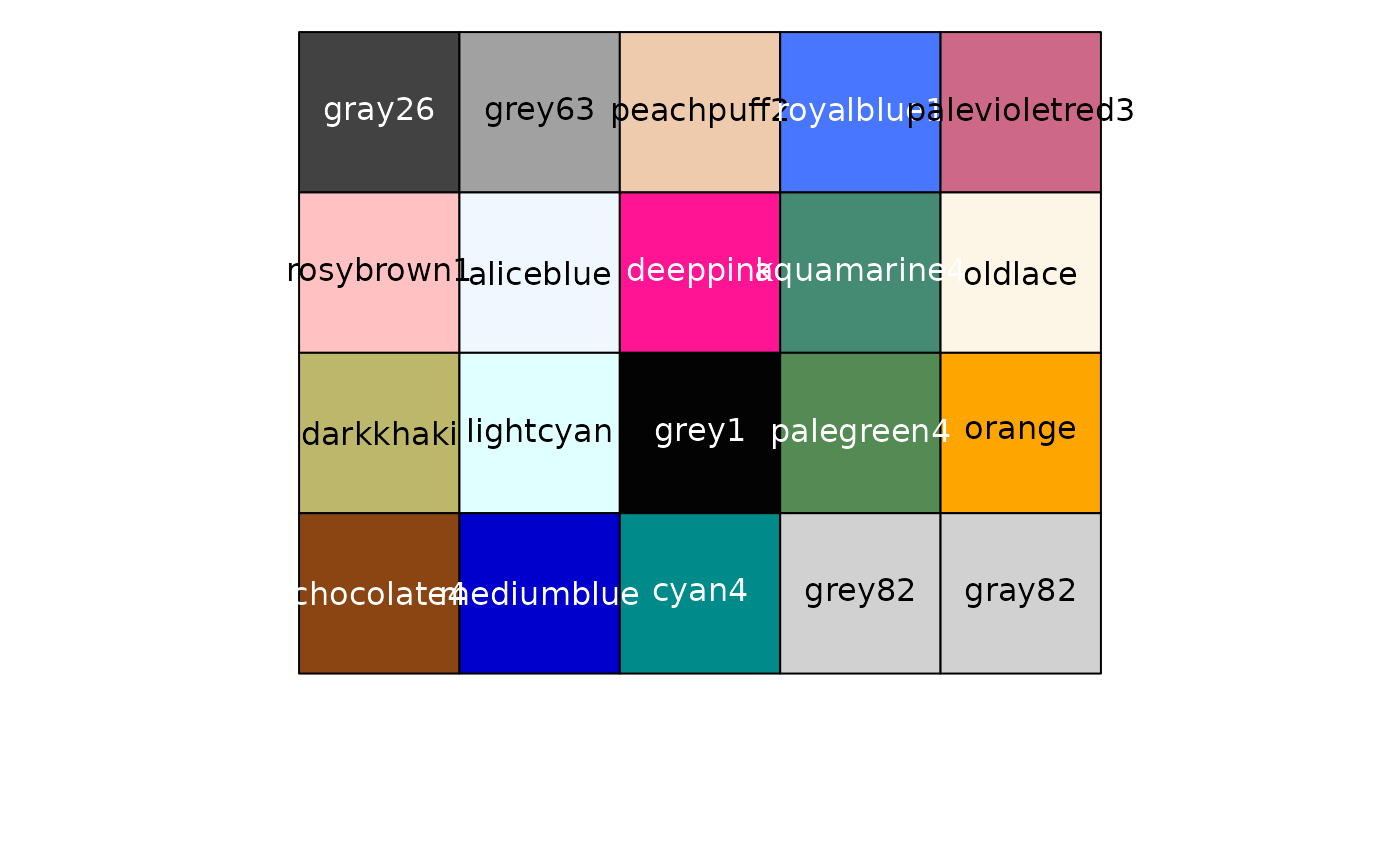 gray26 grey63 peachpuff2 royalblue1 palevioletred3
rosybrown1 aliceblue deeppink aquamarine4 oldlace
darkkhaki lightcyan grey1 palegreen4 orange
chocolate4 mediumblue cyan4 grey82 gray82